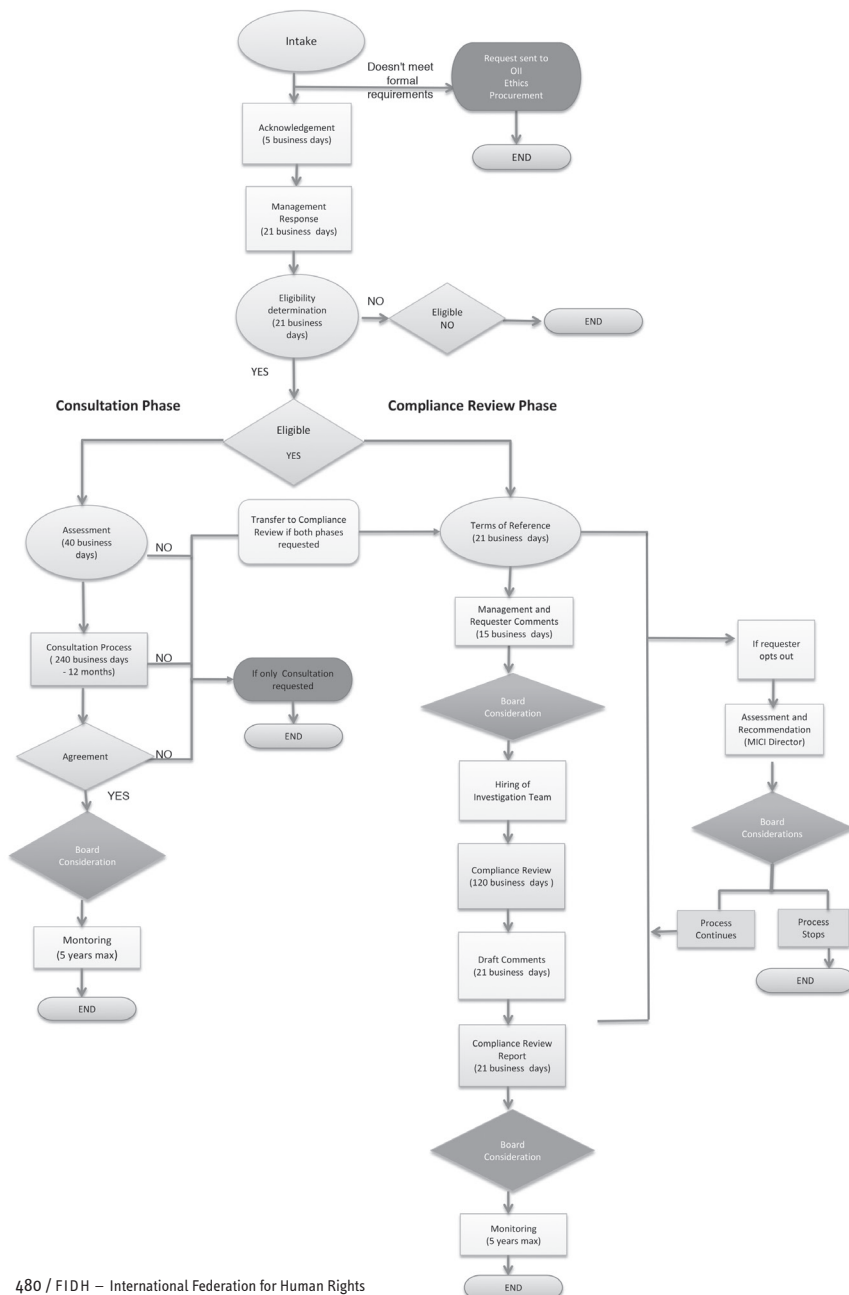 Intake
Doesn't meet
formal
requirements
Request sent to
OII
Ethics
Procurement
END
Acknowledgement
(5 business days)
Management
Response
(21 business  days)
Eligibility
determination
(21 business
days)
NO
Eligible
NO
END
YES
Consultation Phase
Compliance Review Phase
Eligible
YES
Assessment
(40 business
days)
NO
Transfer to Compliance
Review if both phases
requested
Terms of Reference
(21 business  days)
Management and
Requester Comments
(15 business days)
Consultation Process
( 240 business days
- 12 months)
NO
If only  Consultation
requested
END
Agreement
NO
YES
Board
Consideration
Montoring
(5 years max)
END
Board
Consideration
Hiring of
Investigation Team
Compliance Review
(120 business  days )
Draft Comments
(21 business  days)
Compliance Review
Report
(21 business  days)
Board
Consideration
Monitoring
(5 years max)
END
If requester
opts out
Assessment and
Recommendation
(MICI Director)
Board
Considerations
Process
Continues
Process
Stops
END
480 / FIDH – International Federation for Human Rights